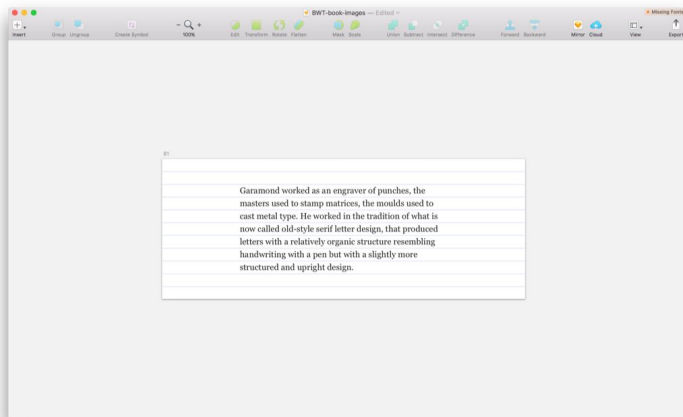 BWT-book-images — Edited
Missing Fonts
Insert
Group Ungroup
Create Symbol
100%
Edit Transform Rotate Flatten
Mask Scale
Union Subtract Intersect Difference
Forward Backward
Mirror Cloud
View
Export
Garamond worked as an engraver of punches, the
masters used to stamp matrices, the moulds used to
cast metal type. He worked in the tradition of what is
now called old-style serif letter design, that produced
letters with a relatively organic structure resembling
handwriting with a pen but with a slightly more
structured and upright design.